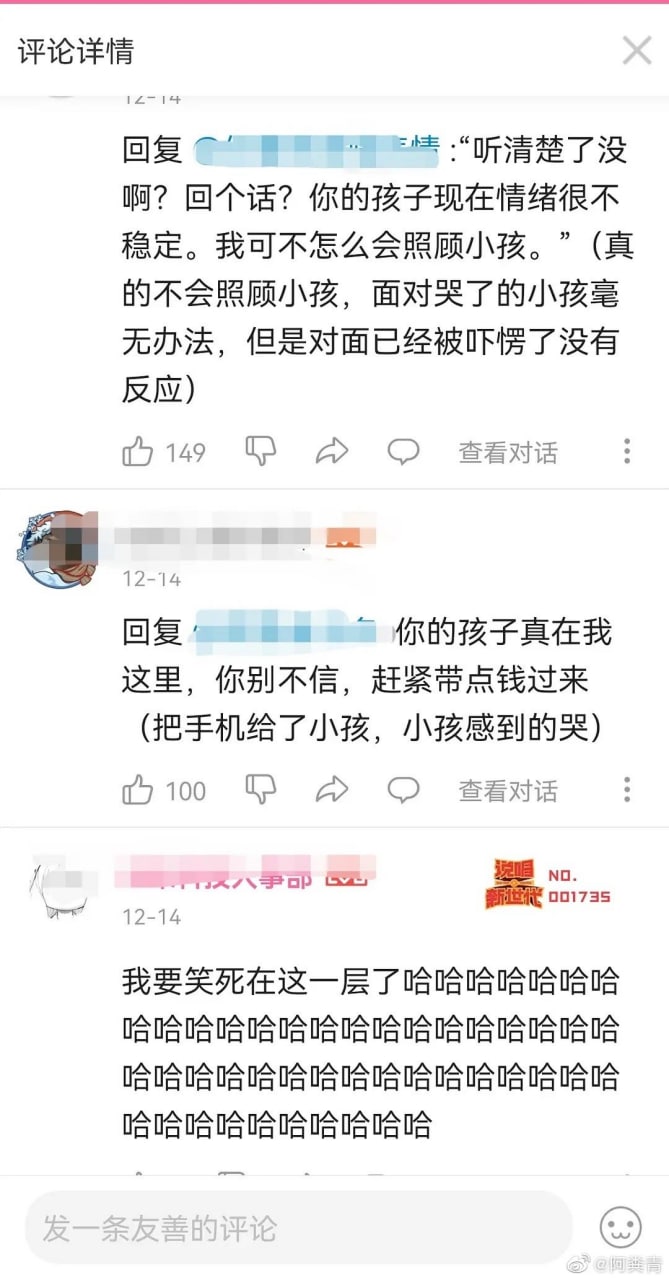 评论详情
12-14
回复 情:“听清楚了没
啊？回个话？你的孩子现在情绪很不
稳定。我可不怎么会照顾小孩。”（真
的不会照顾小孩，面对哭了的小孩毫
无办法，但是对面已经被吓愣了没有
反应）
149
查看对话
12-14
回复 你的孩子真在我
这里，你别不信，赶紧带点钱过来
（把手机给了小孩，小孩感到的哭）
100
查看对话
人事部
说唱
新世代
NO.
001735
12-14
我要笑死在这一层了哈哈哈哈哈哈哈
哈哈哈哈哈哈哈哈哈哈哈哈哈哈哈哈
哈哈哈哈哈哈哈哈哈哈哈哈哈哈哈哈
哈哈哈哈哈哈哈哈哈哈
发一条友善的评论
@阿粪青